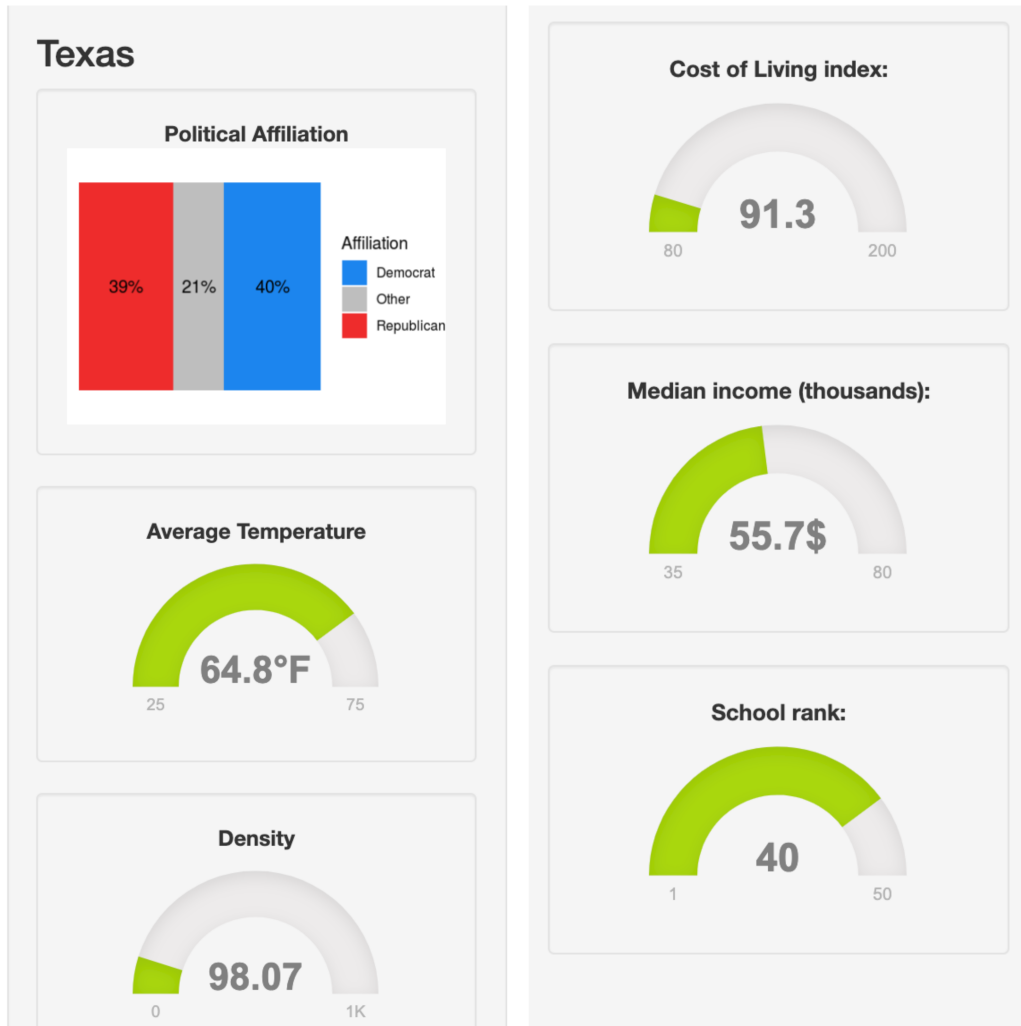 Texas
Political Affiliation
39% 21% 40%
Affiliation
Democrat
Other
Republican
Average Temperature
64.8°F
25 75
Density
98.07
0 1K
Cost of Living index:
91.3
80 200
Median income (thousands):
55.7$
35 80
School rank:
40
1 50